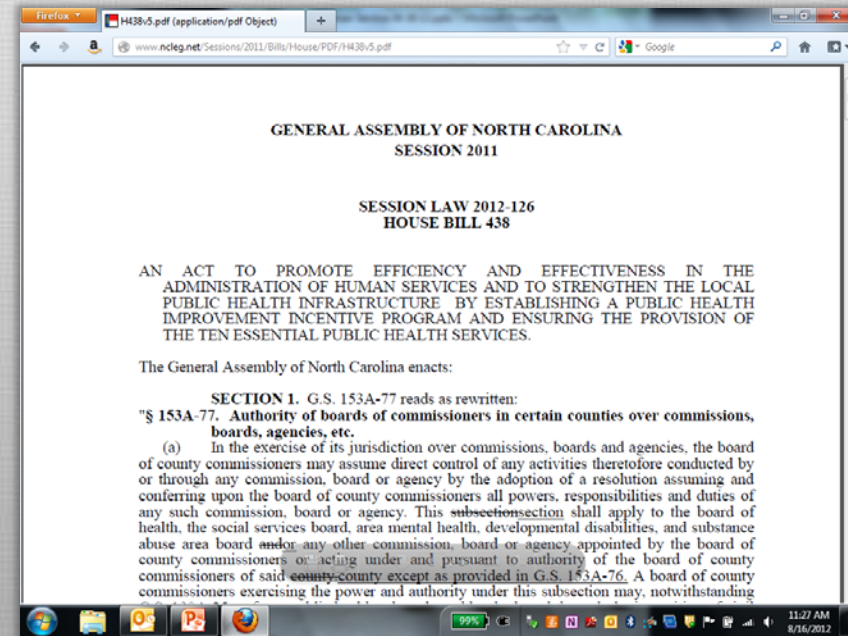 Firefox
H438v5.pdf (application/pdf Object)
www.ncleg.net/Sessions/2011/Bills/House/PDF/H438v5.pdf
Google
GENERAL ASSEMBLY OF NORTH CAROLINA
SESSION 2011
SESSION LAW 2012-126
HOUSE BILL 438
AN ACT TO PROMOTE EFFICIENCY AND EFFECTIVENESS IN THE
ADMINISTRATION OF HUMAN SERVICES AND TO STRENGTHEN THE LOCAL
PUBLIC HEALTH INFRASTRUCTURE BY ESTABLISHING A PUBLIC HEALTH
IMPROVEMENT INCENTIVE PROGRAM AND ENSURING THE PROVISION OF
THE TEN ESSENTIAL PUBLIC HEALTH SERVICES.
The General Assembly of North Carolina enacts:
SECTION 1. G.S. 153A-77 reads as rewritten:
"§ 153A-77. Authority of boards of commissioners in certain counties over commissions,
boards, agencies, etc.
(a) In the exercise of its jurisdiction over commissions, boards and agencies, the board
of county commissioners may assume direct control of any activities theretofore conducted by
or through any commission, board or agency by the adoption of a resolution assuming and
conferring upon the board of county commissioners all powers, responsibilities and duties of
any such commission, board or agency. This subsectionsection shall apply to the board of
health, the social services board, area mental health, developmental disabilities, and substance
abuse area board andor any other commission, board or agency appointed by the board of
county commissioners or acting under and pursuant to authority of the board of county
commissioners of said county.county except as provided in G.S. 153A-76. A board of county
commissioners exercising the power and authority under this subsection may, notwithstanding
99%
11:27 AM
8/16/2012